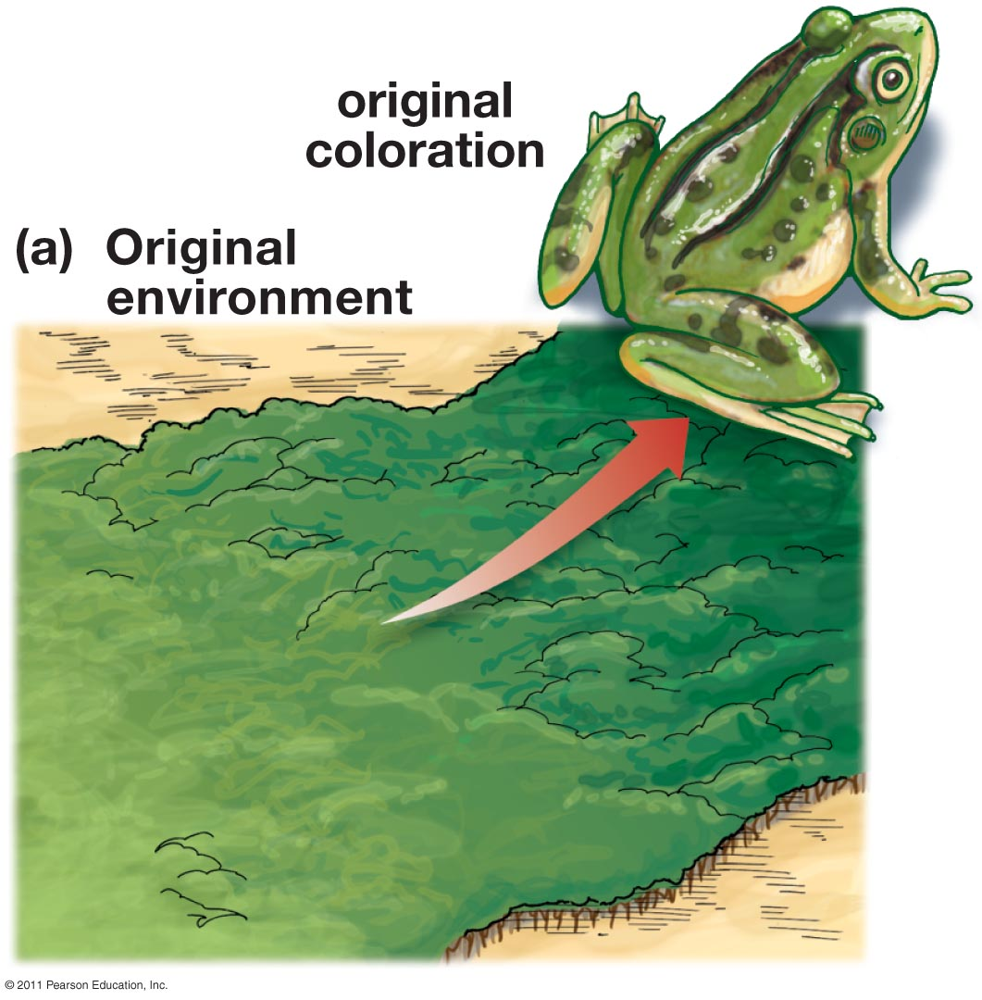 original
coloration
(a) Original
environment
© 2011 Pearson Education, Inc.